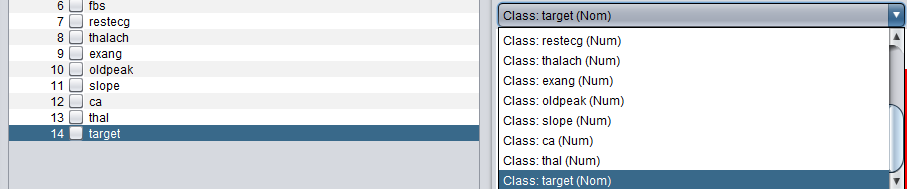 6 fbs
7 restecg
8 thalach
9 exang
10 oldpeak
11 slope
12 ca
13 thal
14 target
Class: target (Nom)
Class: restecg (Num)
Class: thalach (Num)
Class: exang (Num)
Class: oldpeak (Num)
Class: slope (Num)
Class: ca (Num)
Class: thal (Num)
Class: target (Nom)